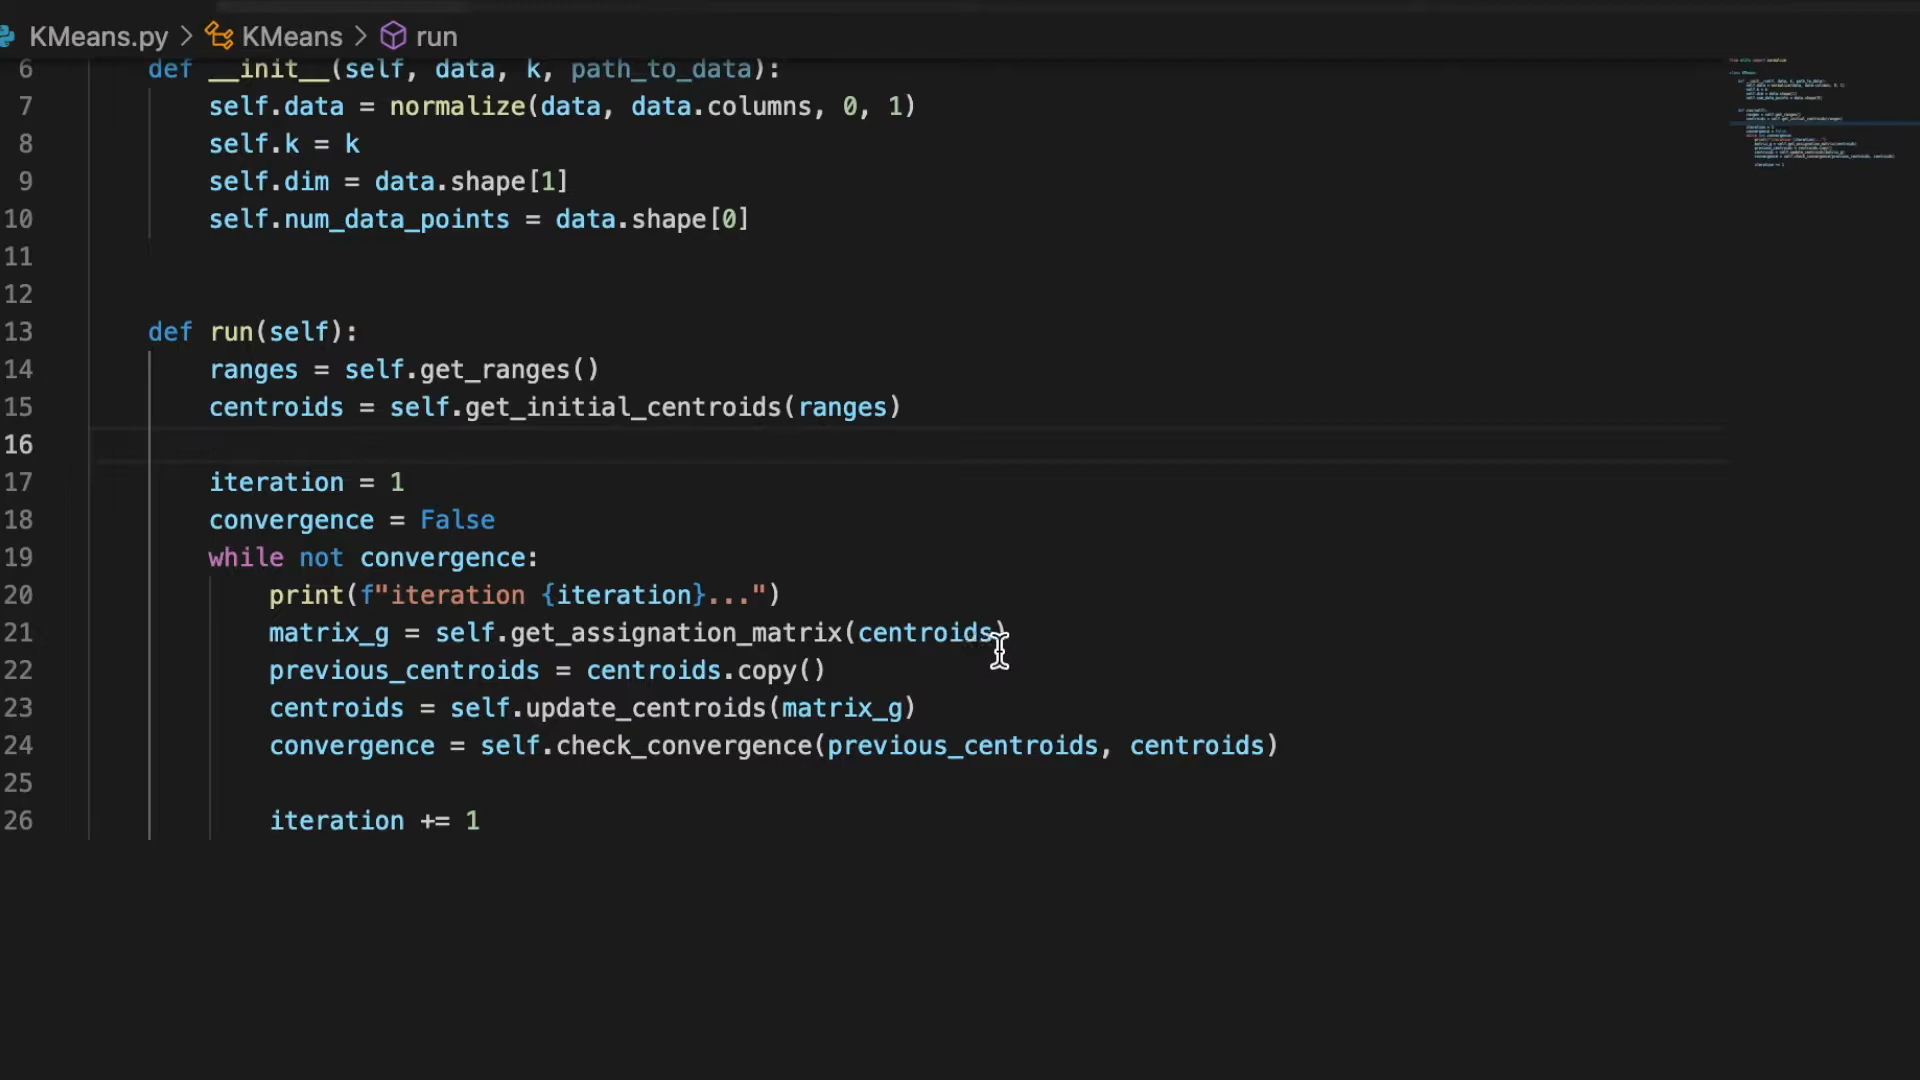 KMeans.py > KMeans > run
6 def __init__(self, data, k, path_to_data):
7 self.data = normalize(data, data.columns, 0, 1)
8 self.k = k
9 self.dim = data.shape[1]
10 self.num_data_points = data.shape[0]
11
12
13 def run(self):
14 ranges = self.get_ranges()
15 centroids = self.get_initial_centroids(ranges)
16
17 iteration = 1
18 convergence = False
19 while not convergence:
20 print(f"iteration {iteration}...")
21 matrix_g = self.get_assignation_matrix(centroids)
22 previous_centroids = centroids.copy()
23 centroids = self.update_centroids(matrix_g)
24 convergence = self.check_convergence(previous_centroids, centroids)
25
26 iteration += 1